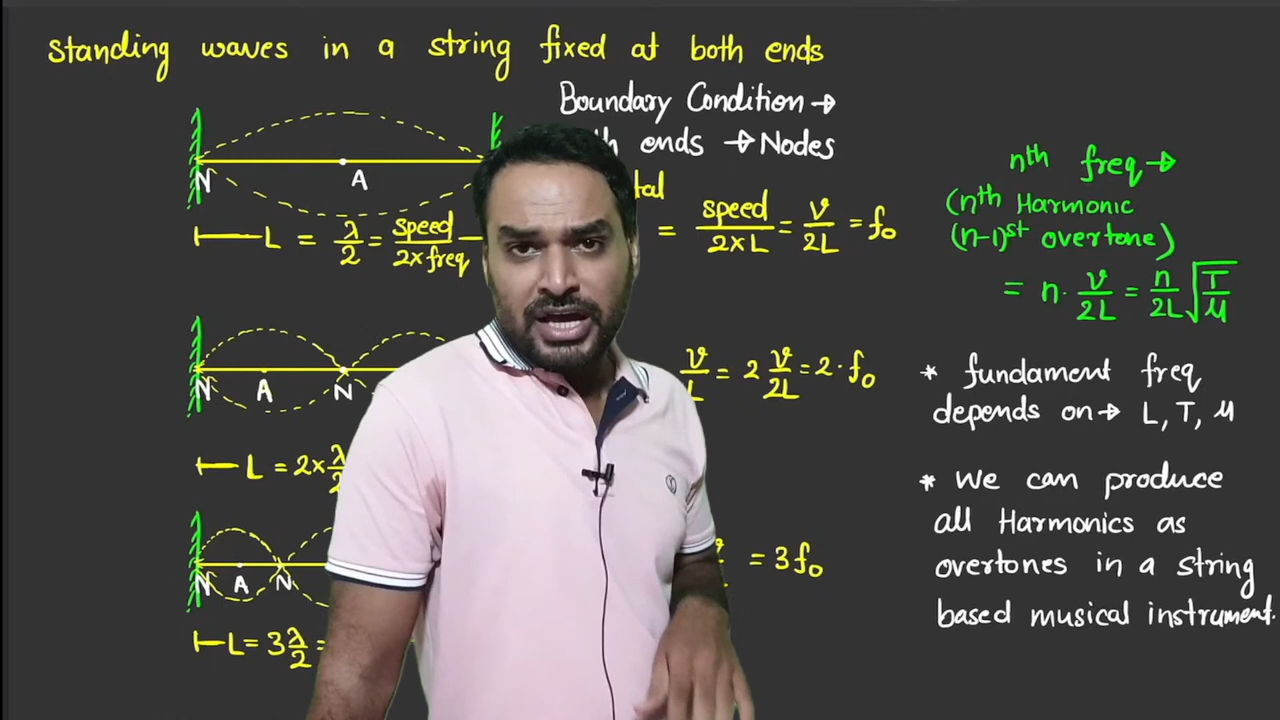 Standing waves in a string fixed at both ends
Boundary Condition →
ends → Nodes
N A
L = λ/2 = speed/2×freq
= speed/2×L = v/2L = f₀
N A N
v/L = 2 v/2L = 2·f₀
L = 2×λ/2
N A N
= 3f₀
L = 3λ/2 =
nth freq →
(nth Harmonic
(n-1)st overtone)
= n·v/2L = n/2L √T/μ
* fundament freq
depends on → L, T, μ
* We can produce
all Harmonics as
overtones in a string
based musical instrument.